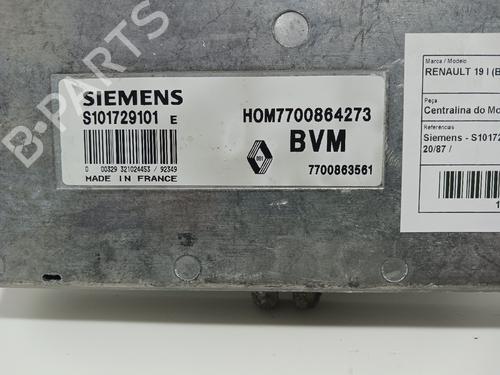 B-PARTS
SIEMENS
S101729101 E
0 00329 321024453 / 92349
MADE IN FRANCE
HOM7700864273
BVM
7700863561
Marca / Modelo
RENAULT 19 I (B
Peça
Centralina do Mo
Referências
Siemens - S10172
20/87 /